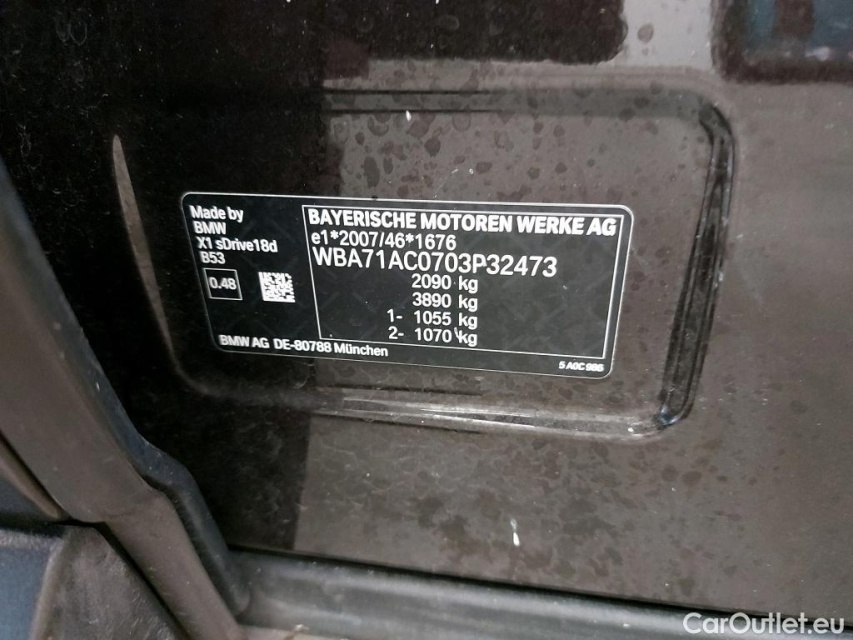 Made by
BMW
X1 sDrive18d
B53
0.48
BAYERISCHE MOTOREN WERKE AG
e1*2007/46*1676
WBA71AC0703P32473
2090 kg
3890 kg
1- 1055 kg
2- 1070 kg
BMW AG DE-80788 München
5 A0C 986
CarOutlet.eu